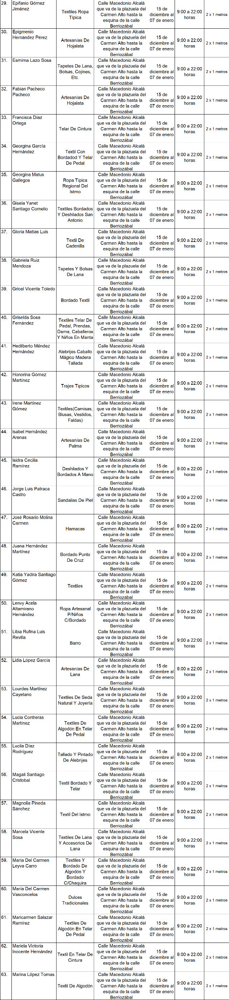 29.
Epifanio Gómez
Jiménez
Textiles Ropa
Típica
Calle Macedonio Alcalá
que va de la plazuela del
Carmen Alto hasta la
esquina de la calle
Berriozábal
15 de
diciembre al
07 de enero
9:00 a 22:00
horas
2 x 1 metros
30.
Epigmenio
Hernández Pérez
Artesanías De
Hojalata
Calle Macedonio Alcalá
que va de la plazuela del
Carmen Alto hasta la
esquina de la calle
Berriozábal
15 de
diciembre al
07 de enero
9:00 a 22:00
horas
2 x 1 metros
31.
Esmirna Lazo Sosa
Tapetes De Lana,
Bolsas, Cojines,
Etc.
Calle Macedonio Alcalá
que va de la plazuela del
Carmen Alto hasta la
esquina de la calle
Berriozábal
15 de
diciembre al
07 de enero
9:00 a 22:00
horas
2 x 1 metros
32.
Fabian Pacheco
Pacheco
Artesanías De
Hojalata
Calle Macedonio Alcalá
que va de la plazuela del
Carmen Alto hasta la
esquina de la calle
Berriozábal
15 de
diciembre al
07 de enero
9:00 a 22:00
horas
2 x 1 metros
33.
Francisca Díaz
Ortega
Telar De Cintura
Calle Macedonio Alcalá
que va de la plazuela del
Carmen Alto hasta la
esquina de la calle
Berriozábal
15 de
diciembre al
07 de enero
9:00 a 22:00
horas
2 x 1 metros
34.
Georgina García
Hernández
Textil Con
Bordadod Y Telar
De Pedal
Calle Macedonio Alcalá
que va de la plazuela del
Carmen Alto hasta la
esquina de la calle
Berriozábal
15 de
diciembre al
07 de enero
9:00 a 22:00
horas
2 x 1 metros
35.
Georgina Matus
Gallegos
Ropa Típica
Regional Del
Istmo
Calle Macedonio Alcalá
que va de la plazuela del
Carmen Alto hasta la
esquina de la calle
Berriozábal
15 de
diciembre al
07 de enero
9:00 a 22:00
horas
2 x 1 metros
36.
Gisela Yanet
Santiago Cornelio
Textiles Bordados
Y Deshilados San
Antonio
Calle Macedonio Alcalá
que va de la plazuela del
Carmen Alto hasta la
esquina de la calle
Berriozábal
15 de
diciembre al
07 de enero
9:00 a 22:00
horas
2 x 1 metros
37.
Gloria Matías Luis
Textil De
Cadenilla
Calle Macedonio Alcalá
que va de la plazuela del
Carmen Alto hasta la
esquina de la calle
Berriozábal
15 de
diciembre al
07 de enero
9:00 a 22:00
horas
2 x 1 metros
38.
Gabriela Ruiz
Mendoza
Tapetes Y Bolsas
De Lana
Calle Macedonio Alcalá
que va de la plazuela del
Carmen Alto hasta la
esquina de la calle
Berriozábal
15 de
diciembre al
07 de enero
9:00 a 22:00
horas
2 x 1 metros
39.
Gricel Vicente Toledo
Bordado Textil
Calle Macedonio Alcalá
que va de la plazuela del
Carmen Alto hasta la
esquina de la calle
Berriozábal
15 de
diciembre al
07 de enero
9:00 a 22:00
horas
2 x 1 metros
40.
Griselda Sosa
Fernández
Textiles Telar De
Pedal, Prendas,
Dama, Caballeros
Y Niños En Manta
Calle Macedonio Alcalá
que va de la plazuela del
Carmen Alto hasta la
esquina de la calle
Berriozábal
15 de
diciembre al
07 de enero
9:00 a 22:00
horas
2 x 1 metros
41.
Hedilberto Méndez
Hernández
Alebrijes Caballo
Mágico Madera
Tallada
Calle Macedonio Alcalá
que va de la plazuela del
Carmen Alto hasta la
esquina de la calle
Berriozábal
15 de
diciembre al
07 de enero
9:00 a 22:00
horas
2 x 1 metros
42.
Honorina Gómez
Martínez
Trajes Típicos
Calle Macedonio Alcalá
que va de la plazuela del
Carmen Alto hasta la
esquina de la calle
Berriozábal
15 de
diciembre al
07 de enero
9:00 a 22:00
horas
2 x 1 metros
43.
Irene Martínez
Gómez
Textiles(Camisas,
Blusas, Vestidos,
Faldas)
Calle Macedonio Alcalá
que va de la plazuela del
Carmen Alto hasta la
esquina de la calle
Berriozábal
15 de
diciembre al
07 de enero
9:00 a 22:00
horas
2 x 1 metros
44.
Isabel Hernández
Arenas
Artesanías De
Palma
Calle Macedonio Alcalá
que va de la plazuela del
Carmen Alto hasta la
esquina de la calle
Berriozábal
15 de
diciembre al
07 de enero
9:00 a 22:00
horas
2 x 1 metros
45.
Isidra Cecilia
Ramírez
Deshilados Y
Bordados A Mano
Calle Macedonio Alcalá
que va de la plazuela del
Carmen Alto hasta la
esquina de la calle
Berriozábal
15 de
diciembre al
07 de enero
9:00 a 22:00
horas
2 x 1 metros
46.
Jorge Luis Patraca
Castro
Sandalias De Piel
Calle Macedonio Alcalá
que va de la plazuela del
Carmen Alto hasta la
esquina de la calle
Berriozábal
15 de
diciembre al
07 de enero
9:00 a 22:00
horas
2 x 1 metros
47.
José Rosario Molina
Carmen
Hamacas
Calle Macedonio Alcalá
que va de la plazuela del
Carmen Alto hasta la
esquina de la calle
Berriozábal
15 de
diciembre al
07 de enero
9:00 a 22:00
horas
2 x 1 metros
48.
Juana Hernández
Martínez
Bordado Punto
De Cruz
Calle Macedonio Alcalá
que va de la plazuela del
Carmen Alto hasta la
esquina de la calle
Berriozábal
15 de
diciembre al
07 de enero
9:00 a 22:00
horas
2 x 1 metros
49.
Katia Yadira Santiago
Gómez
Textiles
Calle Macedonio Alcalá
que va de la plazuela del
Carmen Alto hasta la
esquina de la calle
Berriozábal
15 de
diciembre al
07 de enero
9:00 a 22:00
horas
2 x 1 metros
50.
Lenvy Acela
Altamirano
Hernández
Ropa Artesanal
P/Niños
C/Bordado
Calle Macedonio Alcalá
que va de la plazuela del
Carmen Alto hasta la
esquina de la calle
Berriozábal
15 de
diciembre al
07 de enero
9:00 a 22:00
horas
2 x 1 metros
51.
Libia Rufina Luis
Revilla
Barro
Calle Macedonio Alcalá
que va de la plazuela del
Carmen Alto hasta la
esquina de la calle
Berriozábal
15 de
diciembre al
07 de enero
9:00 a 22:00
horas
2 x 1 metros
52.
Lidia López García
Artesanías De
Lana
Calle Macedonio Alcalá
que va de la plazuela del
Carmen Alto hasta la
esquina de la calle
Berriozábal
15 de
diciembre al
07 de enero
9:00 a 22:00
horas
2 x 1 metros
53.
Lourdes Martínez
Cayetano
Textiles De Seda
Natural Y Joyería
Calle Macedonio Alcalá
que va de la plazuela del
Carmen Alto hasta la
esquina de la calle
Berriozábal
15 de
diciembre al
07 de enero
9:00 a 22:00
horas
2 x 1 metros
54.
Lucia Contreras
Martínez
Textiles De
Algodón En Telar
De Pedal
Calle Macedonio Alcalá
que va de la plazuela del
Carmen Alto hasta la
esquina de la calle
Berriozábal
15 de
diciembre al
07 de enero
9:00 a 22:00
horas
2 x 1 metros
55.
Lucila Díaz
Rodríguez
Tallado Y Pintado
De Alebrijes
Calle Macedonio Alcalá
que va de la plazuela del
Carmen Alto hasta la
esquina de la calle
Berriozábal
15 de
diciembre al
07 de enero
9:00 a 22:00
horas
2 x 1 metros
56.
Magali Santiago
Cristobal
Textil Bordado Y
Telar
Calle Macedonio Alcalá
que va de la plazuela del
Carmen Alto hasta la
esquina de la calle
Berriozábal
15 de
diciembre al
07 de enero
9:00 a 22:00
horas
2 x 1 metros
57.
Magnolia Pineda
Sánchez
Textil Del Istmo
Calle Macedonio Alcalá
que va de la plazuela del
Carmen Alto hasta la
esquina de la calle
Berriozábal
15 de
diciembre al
07 de enero
9:00 a 22:00
horas
2 x 1 metros
58.
Marcela Vicente
Sosa
Textiles De Lana
Y Accesorios De
Lana
Calle Macedonio Alcalá
que va de la plazuela del
Carmen Alto hasta la
esquina de la calle
Berriozábal
15 de
diciembre al
07 de enero
9:00 a 22:00
horas
2 x 1 metros
59.
María Del Carmen
Leyva Carro
Textiles Y
Bordado De
Algodón Y
Bordado
C/Chaquira
Calle Macedonio Alcalá
que va de la plazuela del
Carmen Alto hasta la
esquina de la calle
Berriozábal
15 de
diciembre al
07 de enero
9:00 a 22:00
horas
2 x 1 metros
60.
María Del Carmen
Vasconcelos
Dulces
Tradicionales
Calle Macedonio Alcalá
que va de la plazuela del
Carmen Alto hasta la
esquina de la calle
Berriozábal
15 de
diciembre al
07 de enero
9:00 a 22:00
horas
2 x 1 metros
61.
Maricarmen Salazar
Ramírez
Textiles De
Algodón En Telar
De Pedal
Calle Macedonio Alcalá
que va de la plazuela del
Carmen Alto hasta la
esquina de la calle
Berriozábal
15 de
diciembre al
07 de enero
9:00 a 22:00
horas
2 x 1 metros
62.
Mariela Victoria
Inocente Hernández
Textil En Telar De
Cintura
Calle Macedonio Alcalá
que va de la plazuela del
Carmen Alto hasta la
esquina de la calle
Berriozábal
15 de
diciembre al
07 de enero
9:00 a 22:00
horas
2 x 1 metros
63.
Marina López Tomas
Textil De Algodón
Calle Macedonio Alcalá
que va de la plazuela del
Carmen Alto hasta la
esquina de la calle
Berriozábal
15 de
diciembre al
07 de enero
9:00 a 22:00
horas
2 x 1 metros